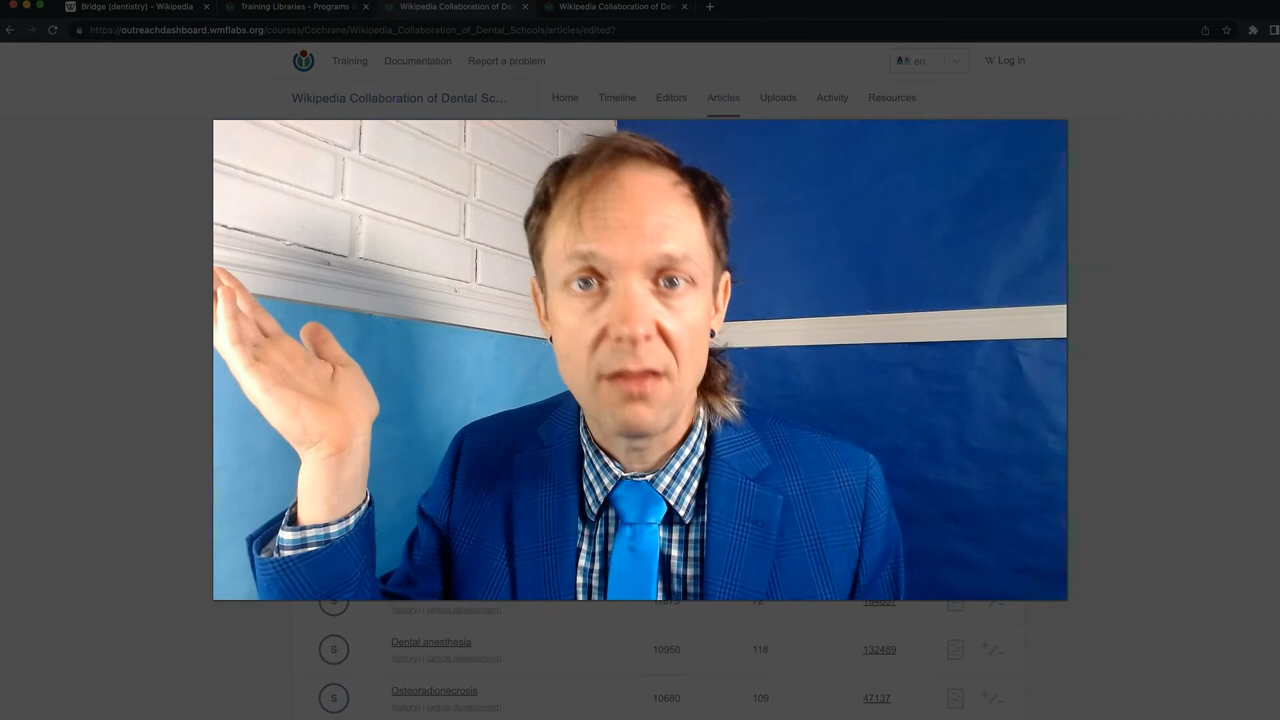 Bridge (dentistry) – Wikipedia
Training Libraries - Programs
Wikipedia Collaboration of De
Wikipedia Collaboration of De
https://outreachdashboard.wmflabs.org/courses/Cochrane/Wikipedia_Collaboration_of_Dental_Schools/articles/edited?
Training Documentation Report a problem
en
Log in
Wikipedia Collaboration of Dental Sc...
Home Timeline Editors Articles Uploads Activity Resources
(history) | (article development)
S Dental anesthesia 10950 118 132489
(history) | (article development)
S Osteoradionecrosis 10680 109 47137
(history) | (article development)